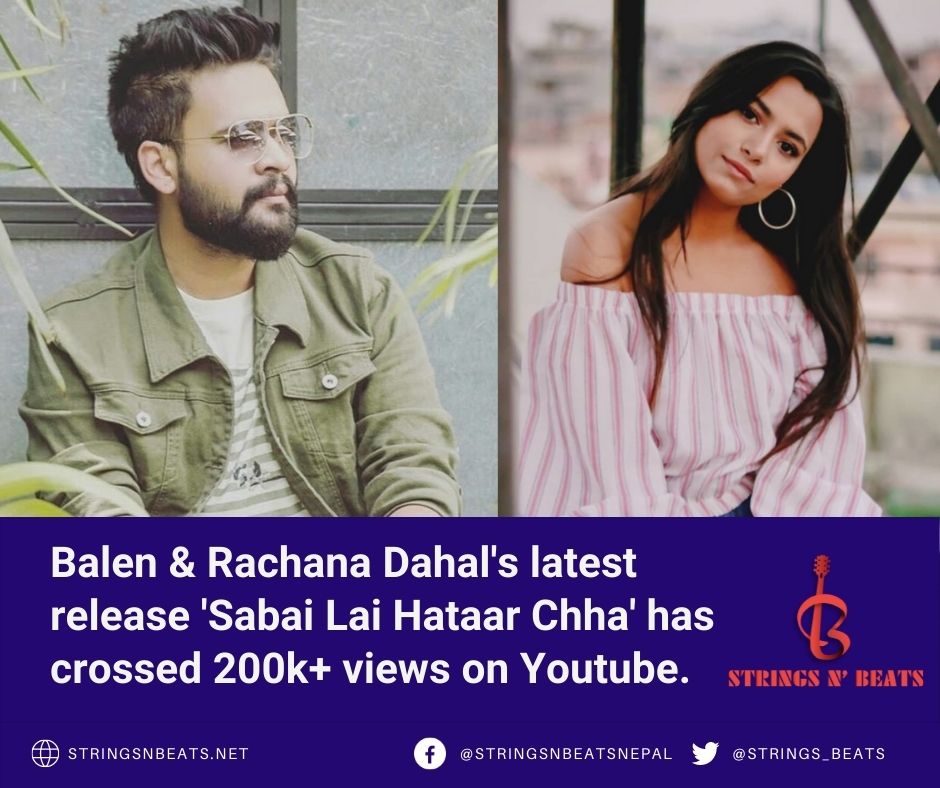 Balen & Rachana Dahal's latest
release 'Sabai Lai Hataar Chha' has
crossed 200k+ views on Youtube.
STRINGS N' BEATS
STRINGSNBEATS.NET
@STRINGSNBEATSNEPAL
@STRINGS_BEATS